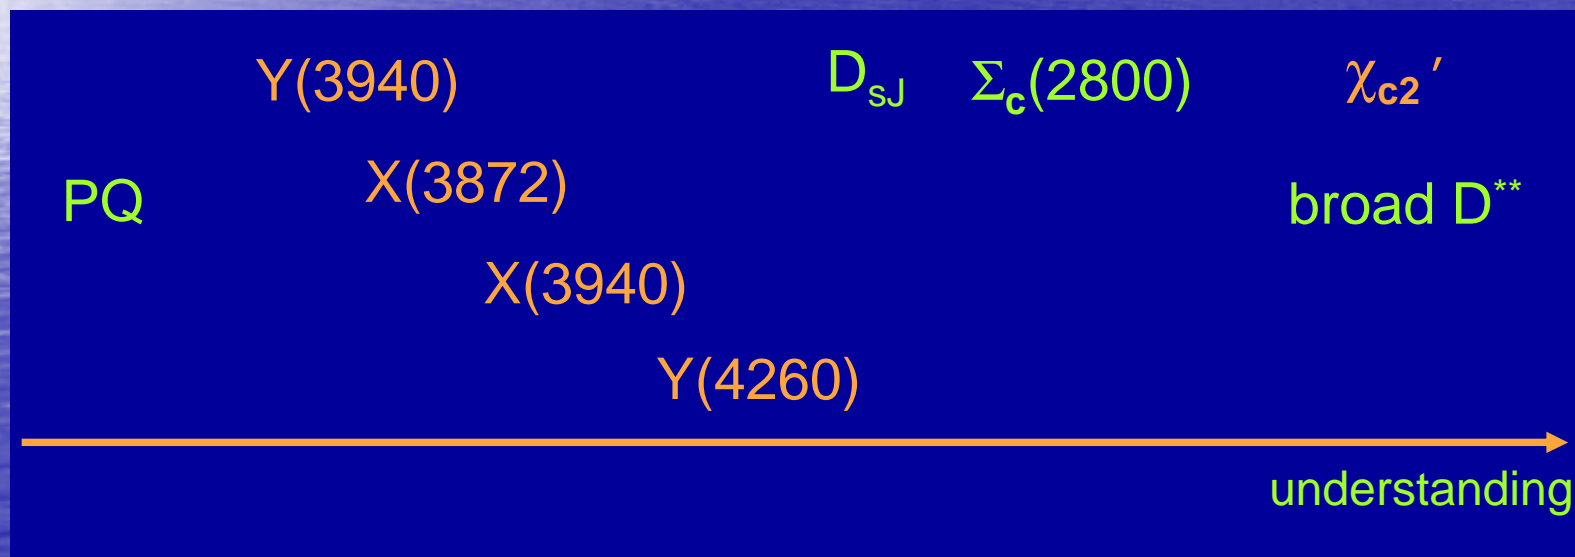 Y(3940) D_sJ Σ_c(2800) χ_c2′
PQ X(3872) broad D**
X(3940)
Y(4260)
understanding